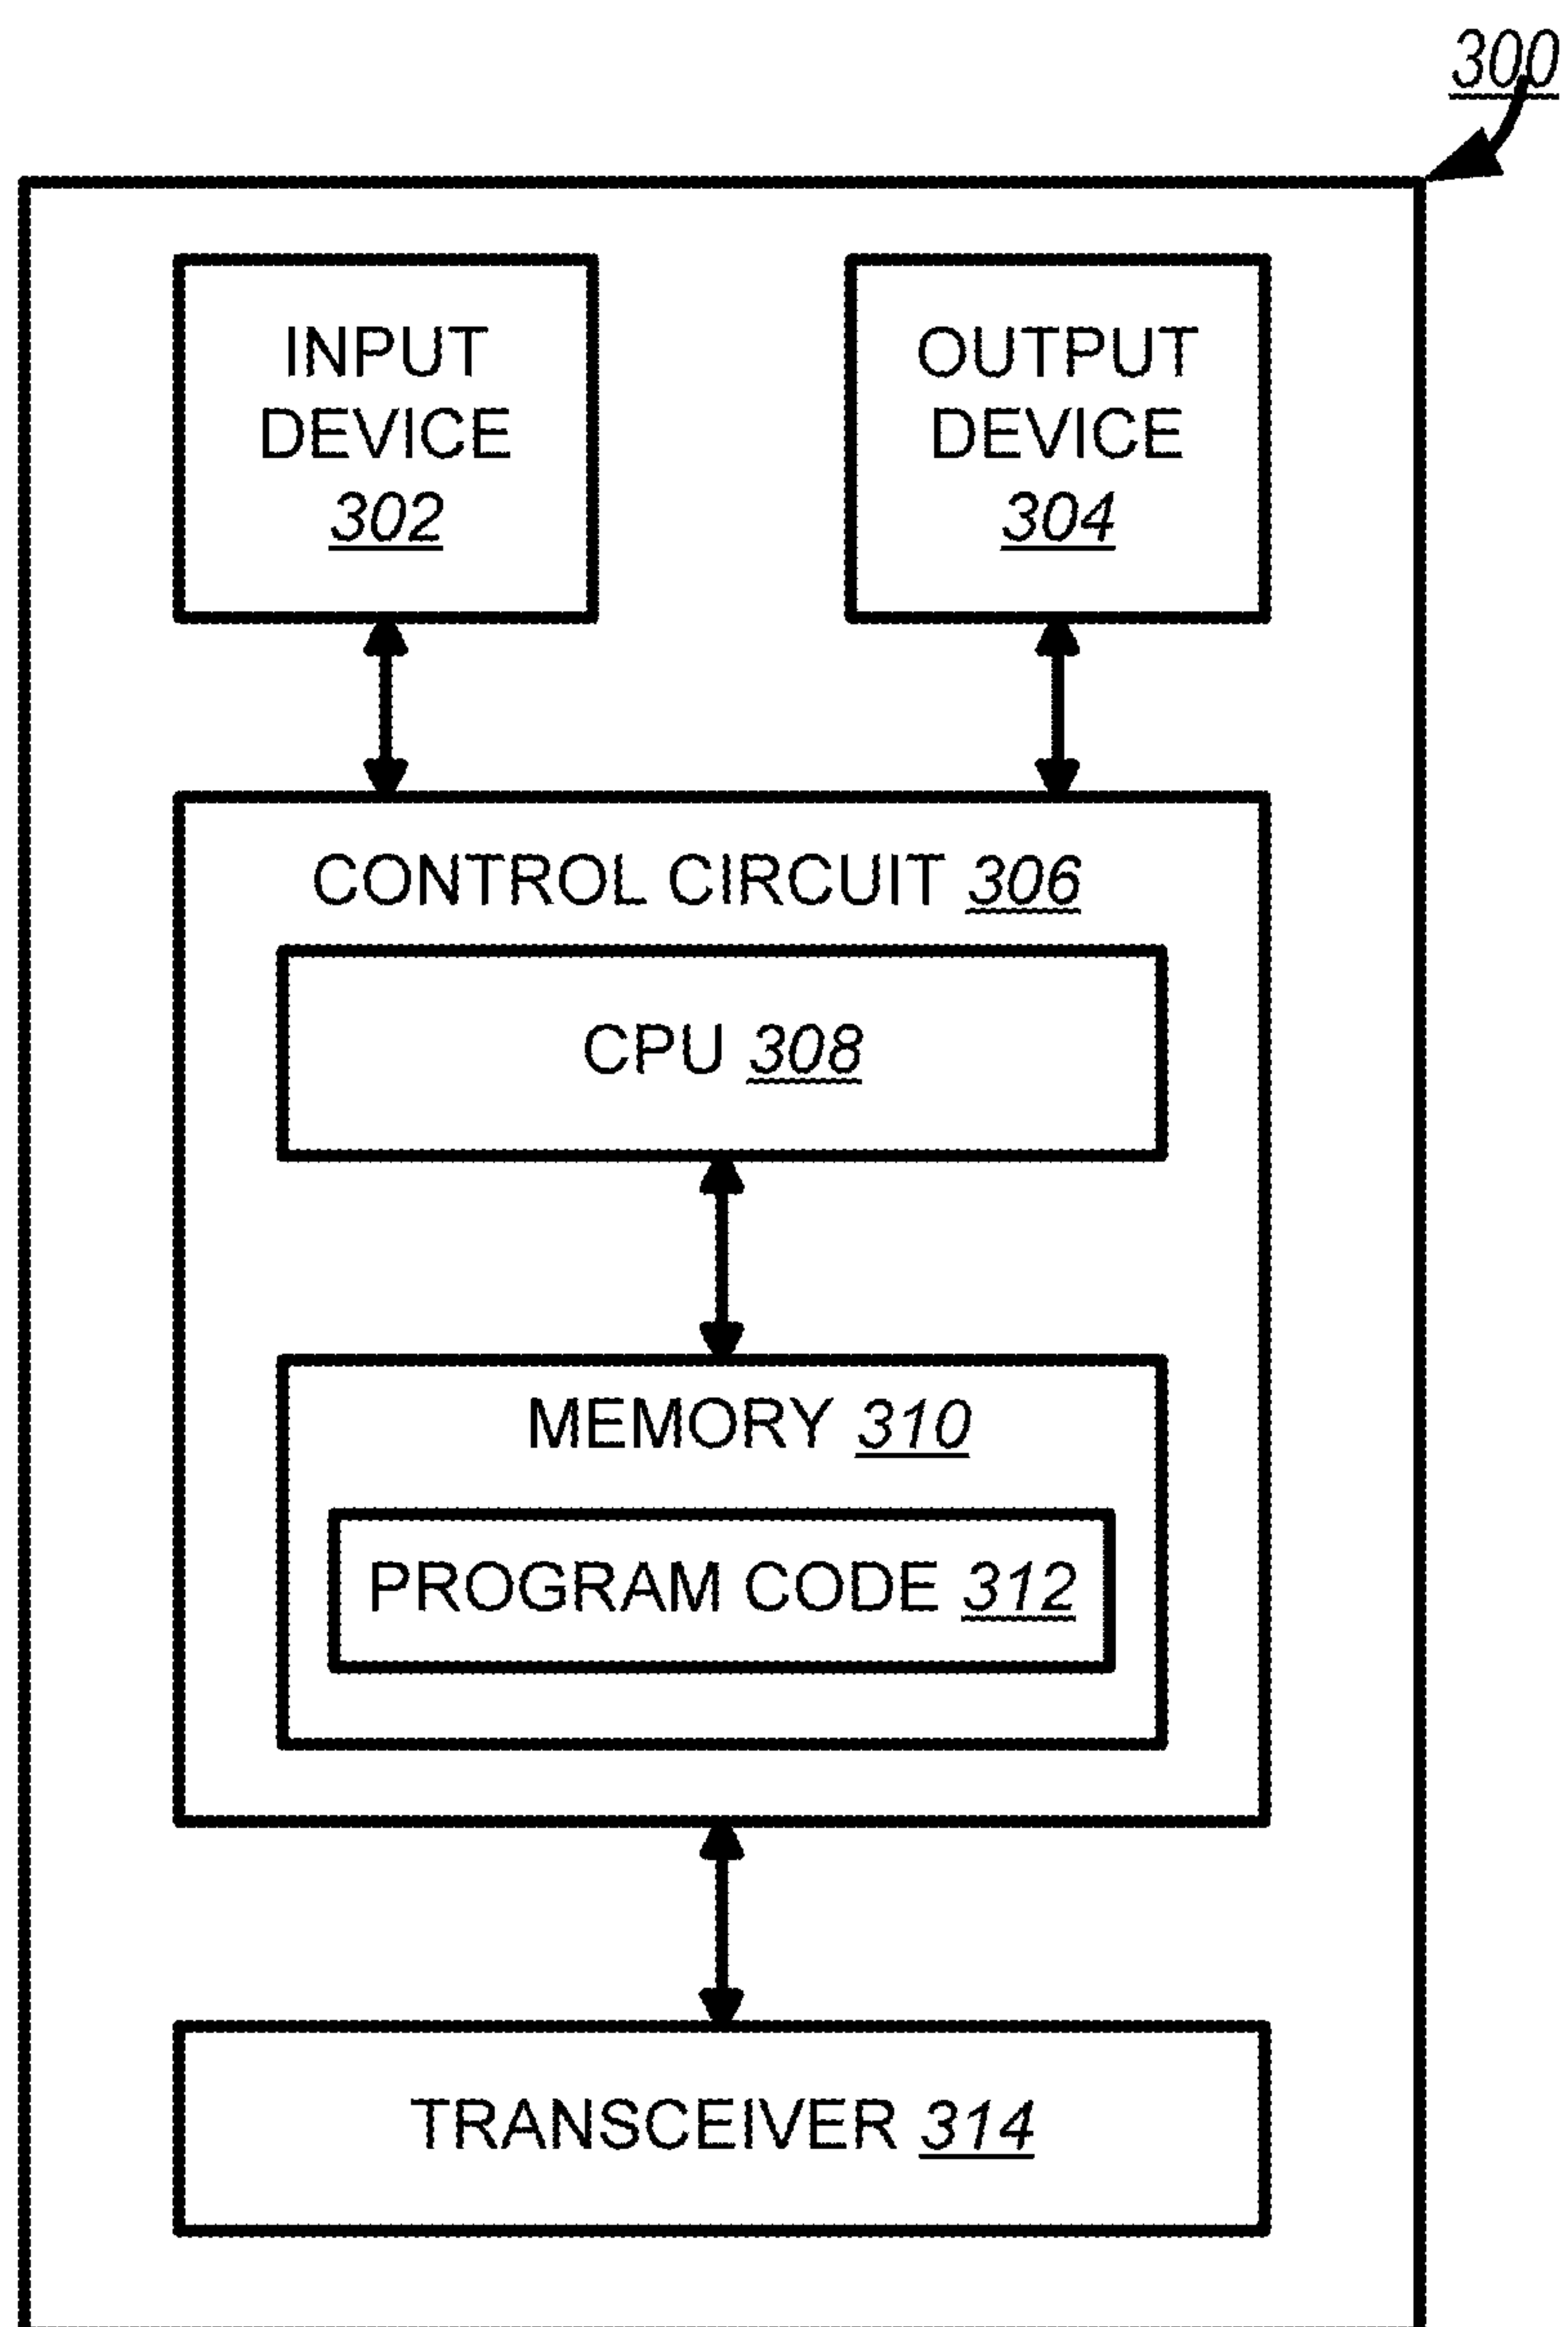 300
INPUT
DEVICE
302
OUTPUT
DEVICE
304
CONTROL CIRCUIT 306
CPU 308
MEMORY 310
PROGRAM CODE 312
TRANSCEIVER 314